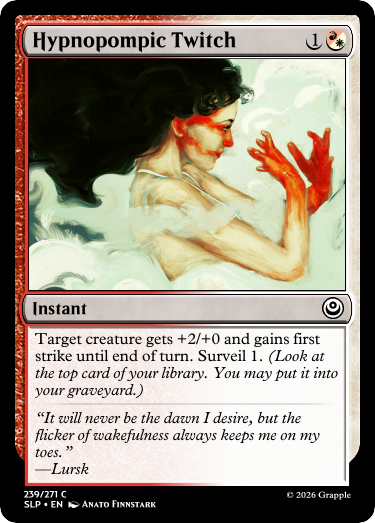 Hypnopompic Twitch 1
Instant
Target creature gets +2/+0 and gains first
strike until end of turn. Surveil 1. (Look at
the top card of your library. You may put it into
your graveyard.)
“It will never be the dawn I desire, but the
flicker of wakefulness always keeps me on my
toes.”
—Lursk
239/271 C
SLP • EN Anato Finnstark
© 2026 Grapple